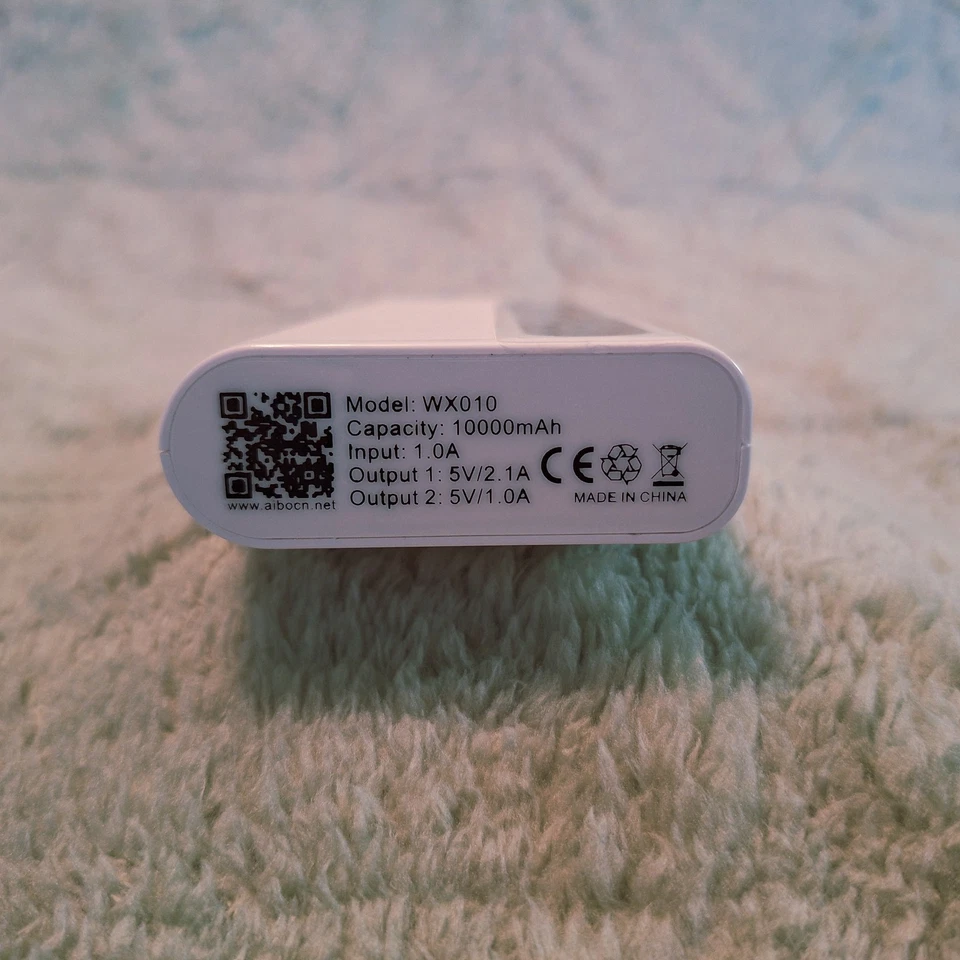 Model: WX010
Capacity: 10000mAh
Input: 1.0A
Output 1: 5V/2.1A
Output 2: 5V/1.0A
www.aibocn.net
CE
MADE IN CHINA